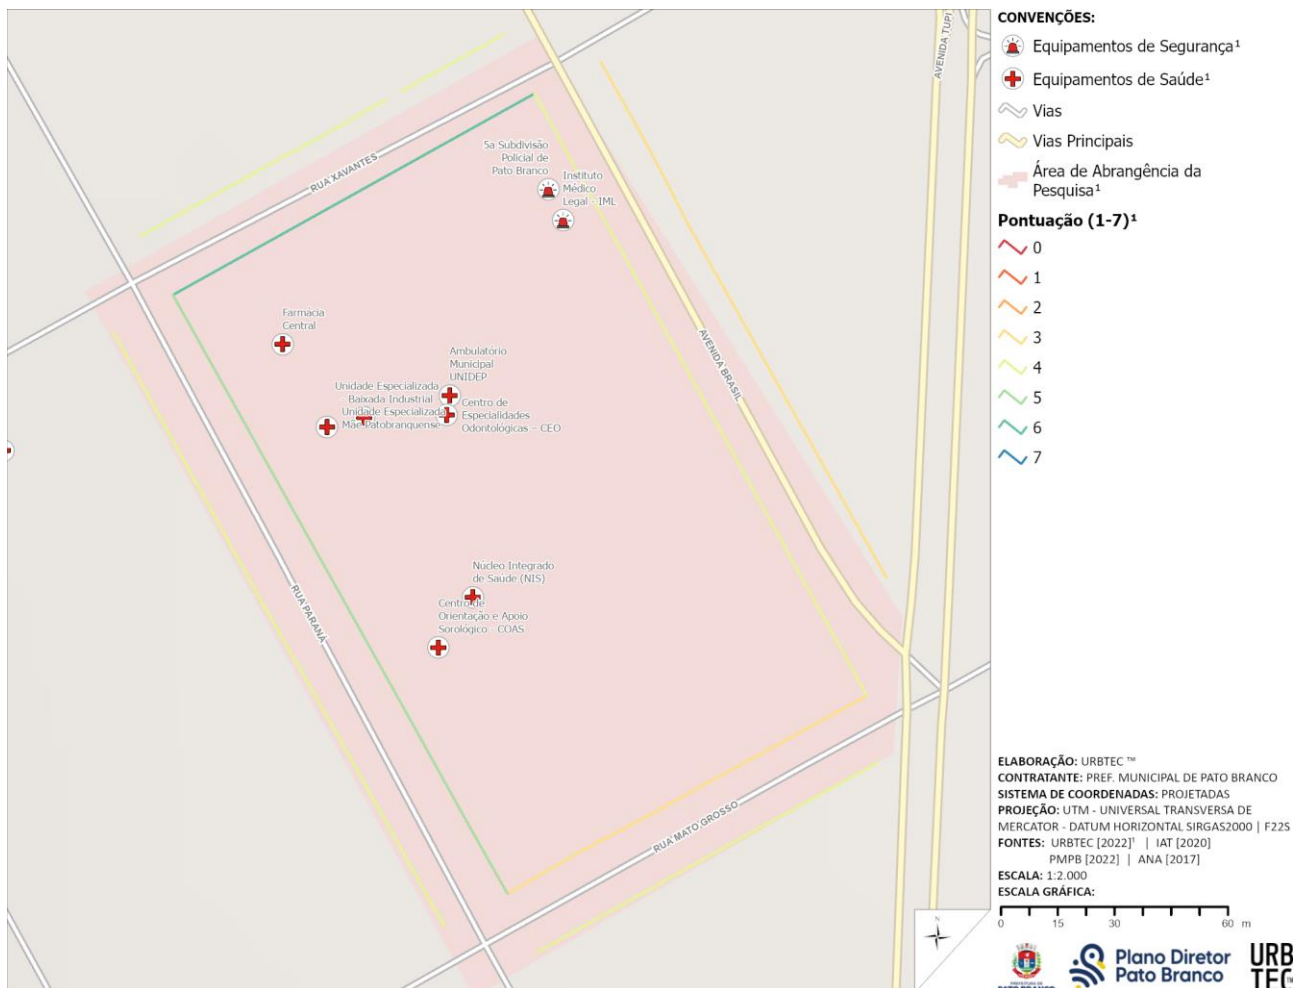 AVENIDA TUPI
RUA XAVANTES
5a Subdivisão
Policial de
Pato Branco
Instituto
Médico
Legal - IML
Farmácia
Central
AVENIDA BRASIL
Ambulatório
Municipal
UNIDEP
Unidade Especializada
- Baixada Industrial
Unidade Especializada
Mãe Patobranquense
Centro de
Especialidades
Odontológicas – CEO
Núcleo Integrado
de Saúde (NIS)
Centro de
Orientação e Apoio
Sorológico - COAS
RUA PARANÁ
RUA MATO GROSSO
N
CONVENÇÕES:
Equipamentos de Segurança¹
Equipamentos de Saúde¹
Vias
Vias Principais
Área de Abrangência da
Pesquisa¹
Pontuação (1-7)¹
0
1
2
3
4
5
6
7
ELABORAÇÃO: URBTEC ™
CONTRATANTE: PREF. MUNICIPAL DE PATO BRANCO
SISTEMA DE COORDENADAS: PROJETADAS
PROJEÇÃO: UTM - UNIVERSAL TRANSVERSA DE
MERCATOR - DATUM HORIZONTAL SIRGAS2000 | F22S
FONTES: URBTEC [2022]¹ | IAT [2020]
PMPB [2022] | ANA [2017]
ESCALA: 1:2.000
ESCALA GRÁFICA:
0 15 30 60 m
PATO BRANCO
Plano Diretor
Pato Branco
URB
TEC™